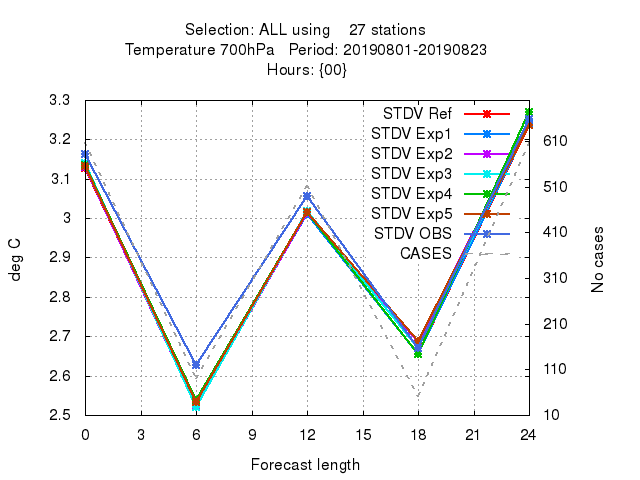 Selection: ALL using    27 stations
Temperature 700hPa   Period: 20190801-20190823
Hours: {00}
3.3
3.2
3.1
3
2.9
2.8
2.7
2.6
2.5
deg C
STDV Ref
STDV Exp1
STDV Exp2
STDV Exp3
STDV Exp4
STDV Exp5
STDV OBS
CASES
610
510
410
310
210
110
10
No cases
0 3 6 9 12 15 18 21 24
Forecast length